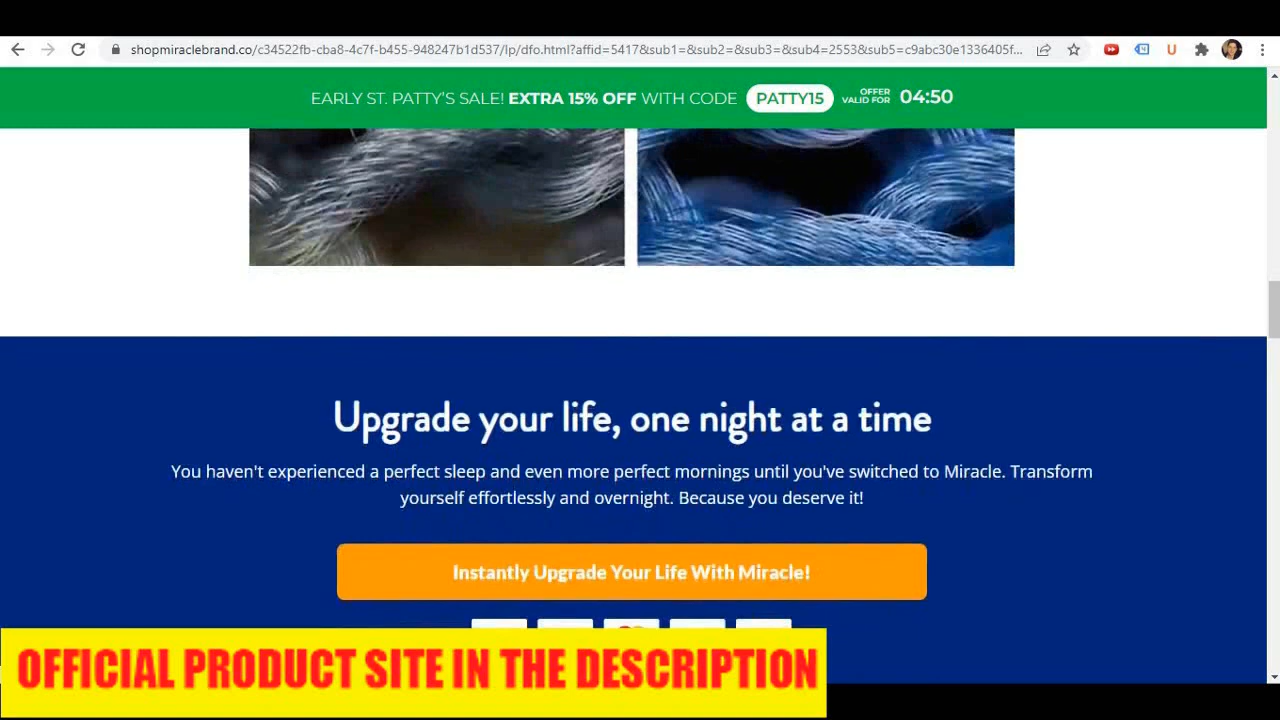 shopmiraclebrand.co/c34522fb-cba8-4c7f-b455-948247b1d537/lp/dfo.html?affid=5417&sub1=&sub2=&sub3=&sub4=2553&sub5=c9abc30e1336405f...
EARLY ST. PATTY'S SALE! EXTRA 15% OFF WITH CODE PATTY15 OFFER VALID FOR 04:50
Upgrade your life, one night at a time
You haven't experienced a perfect sleep and even more perfect mornings until you've switched to Miracle. Transform
yourself effortlessly and overnight. Because you deserve it!
Instantly Upgrade Your Life With Miracle!
OFFICIAL PRODUCT SITE IN THE DESCRIPTION